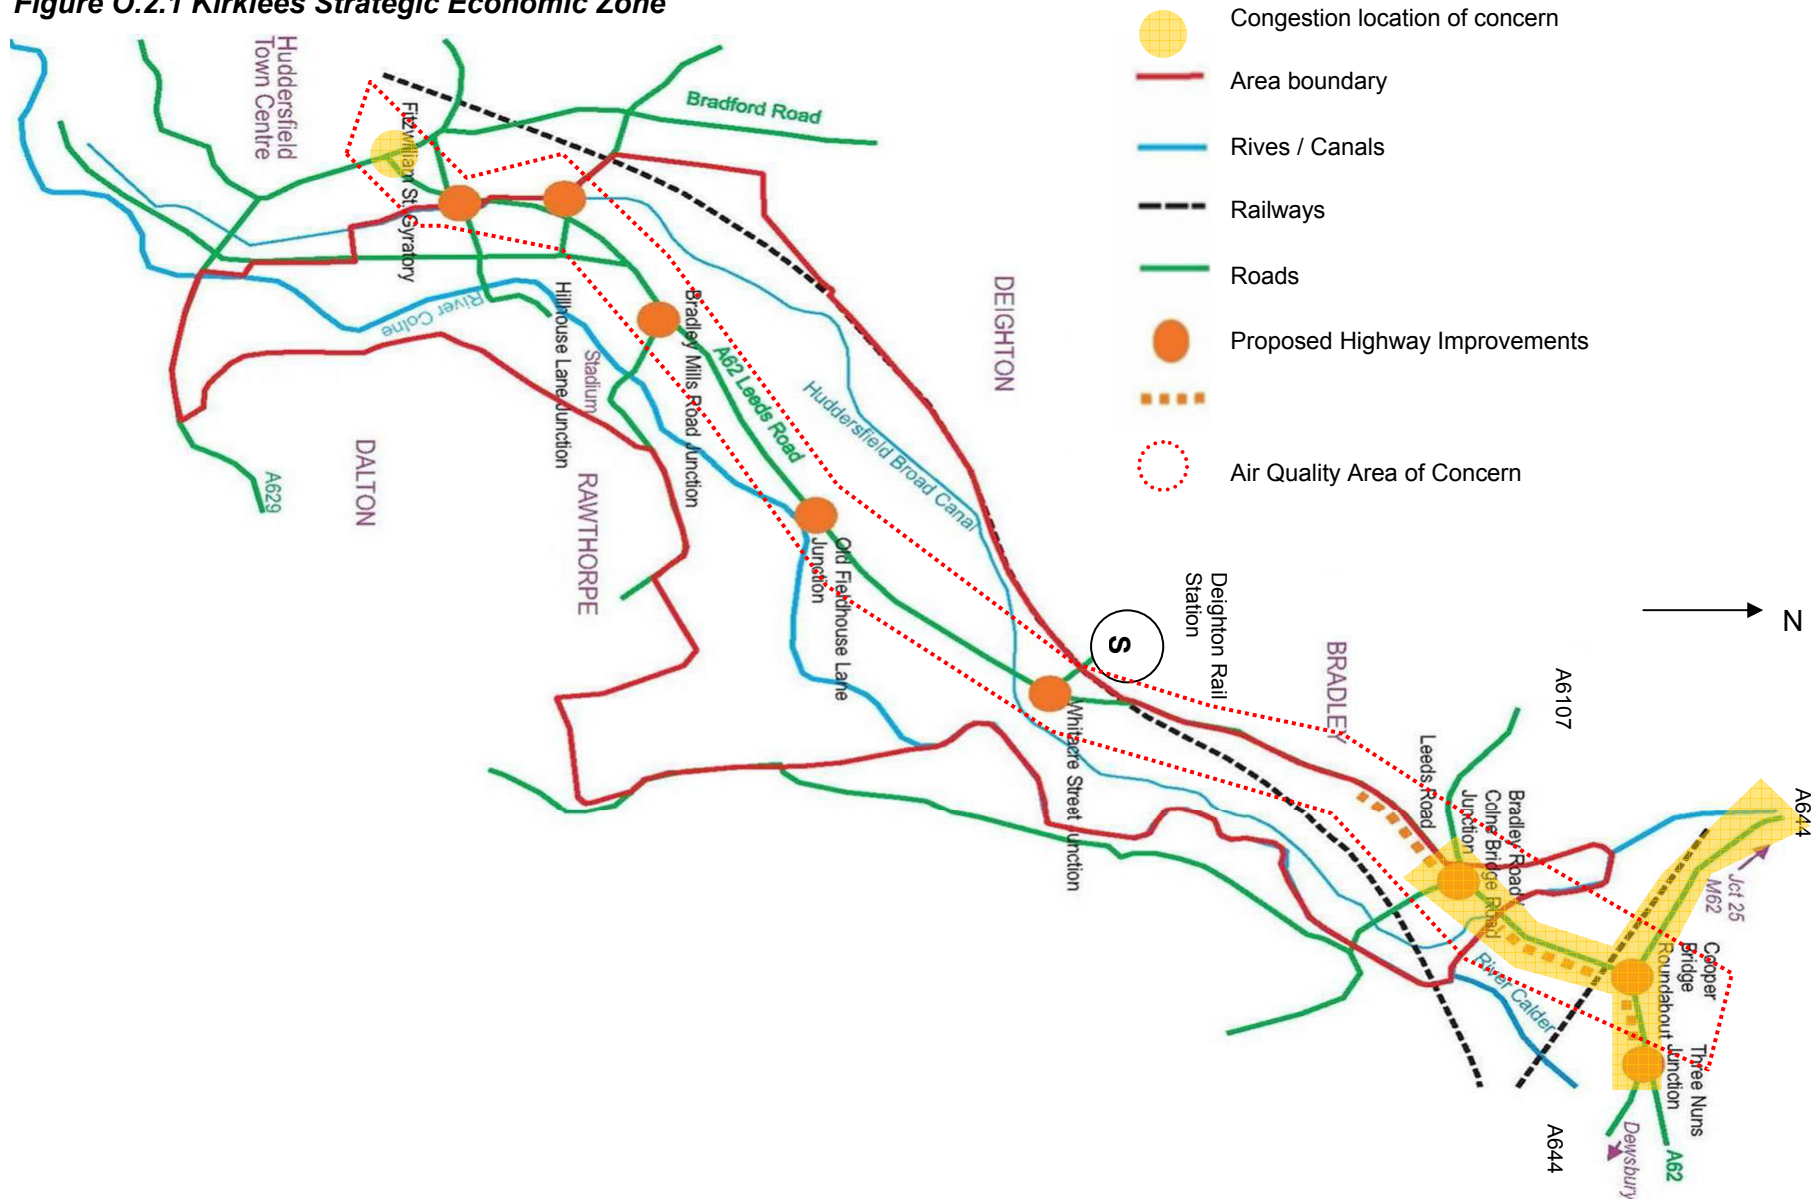 Figure O.2.1 Kirklees Strategic Economic Zone
Congestion location of concern
Area boundary
Rives / Canals
Railways
Roads
Proposed Highway Improvements
Air Quality Area of Concern
N
Huddersfield
Town Centre
Fitzwilliam St. Gyratory
Bradford Road
River Colne
Hillhouse Lane Junction
Stadium
Bradley Mills Road Junction
A62 Leeds Road
Huddersfield Broad Canal
DEIGHTON
DALTON
A629
RAWTHORPE
Old Fieldhouse Lane
Junction
S
Deighton Rail
Station
Whitacre Street Junction
BRADLEY
A6107
Leeds Road
Bradley Road/
Colne Bridge Road
Junction
A644
Jct 25
M62
Cooper
Bridge
Roundabout
River Calder
Three Nuns
Junction
A644
Dewsbury
A62